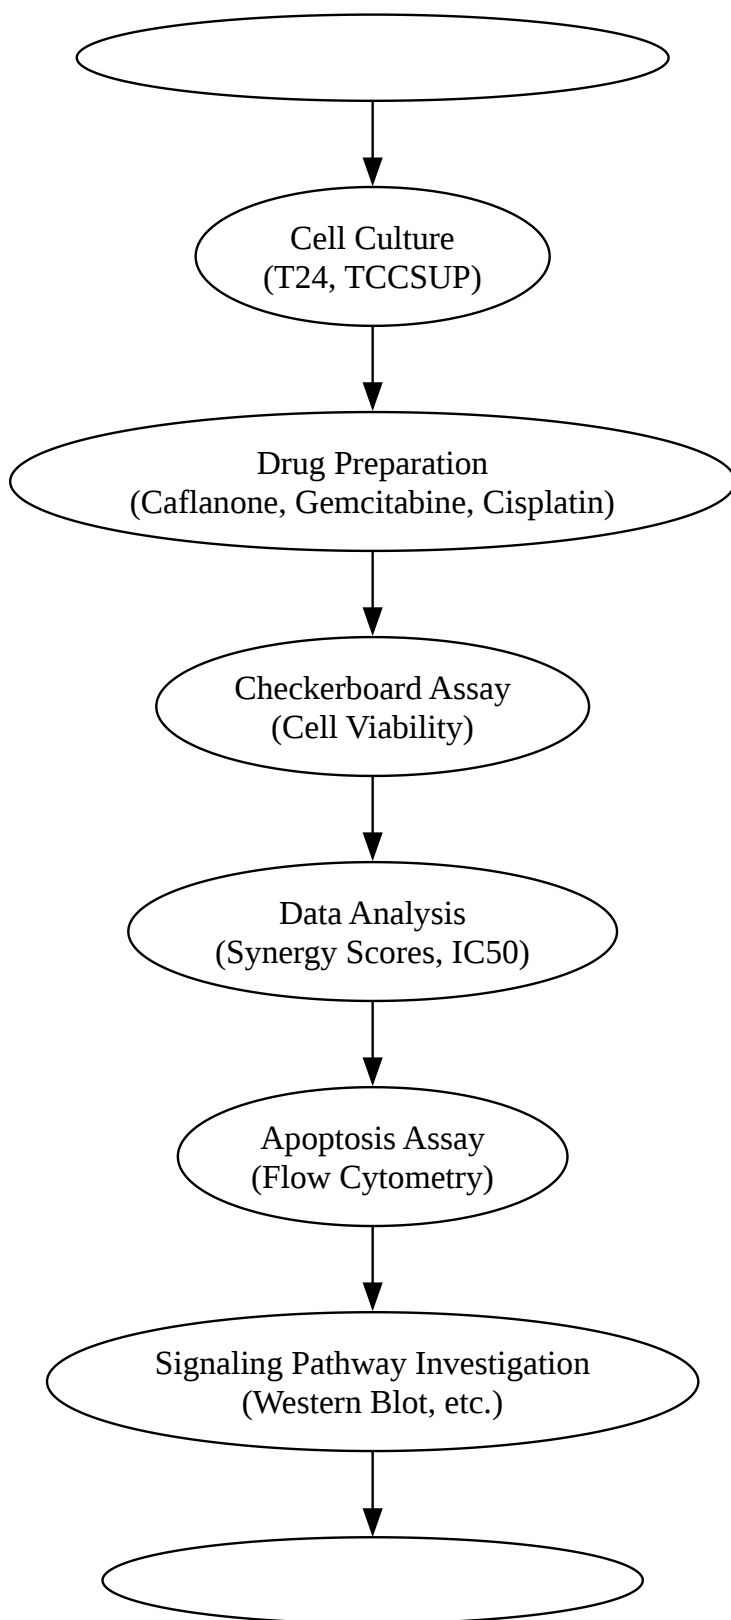 Cell Culture
(T24, TCCSUP)
Drug Preparation
(Caflanone, Gemcitabine, Cisplatin)
Checkerboard Assay
(Cell Viability)
Data Analysis
(Synergy Scores, IC50)
Apoptosis Assay
(Flow Cytometry)
Signaling Pathway Investigation
(Western Blot, etc.)